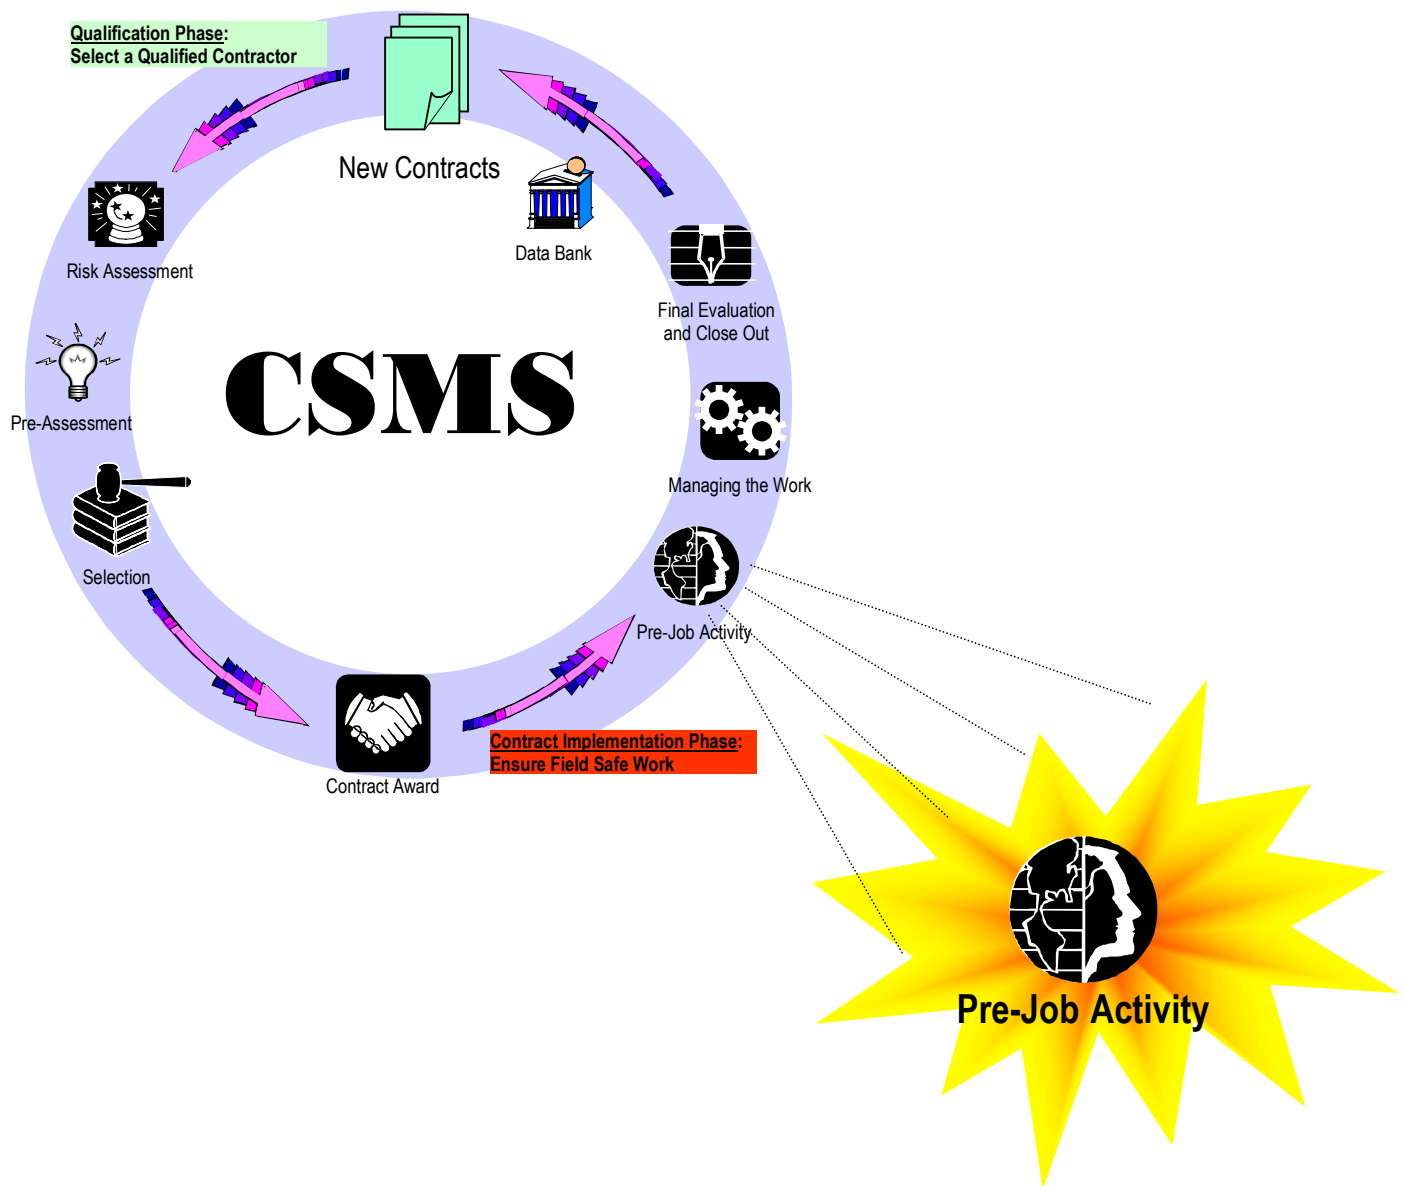 Qualification Phase:
Select a Qualified Contractor
New Contracts
Data Bank
Risk Assessment
Final Evaluation
and Close Out
CSMS
Pre-Assessment
Managing the Work
Selection
Pre-Job Activity
Contract Implementation Phase:
Ensure Field Safe Work
Contract Award
Pre-Job Activity